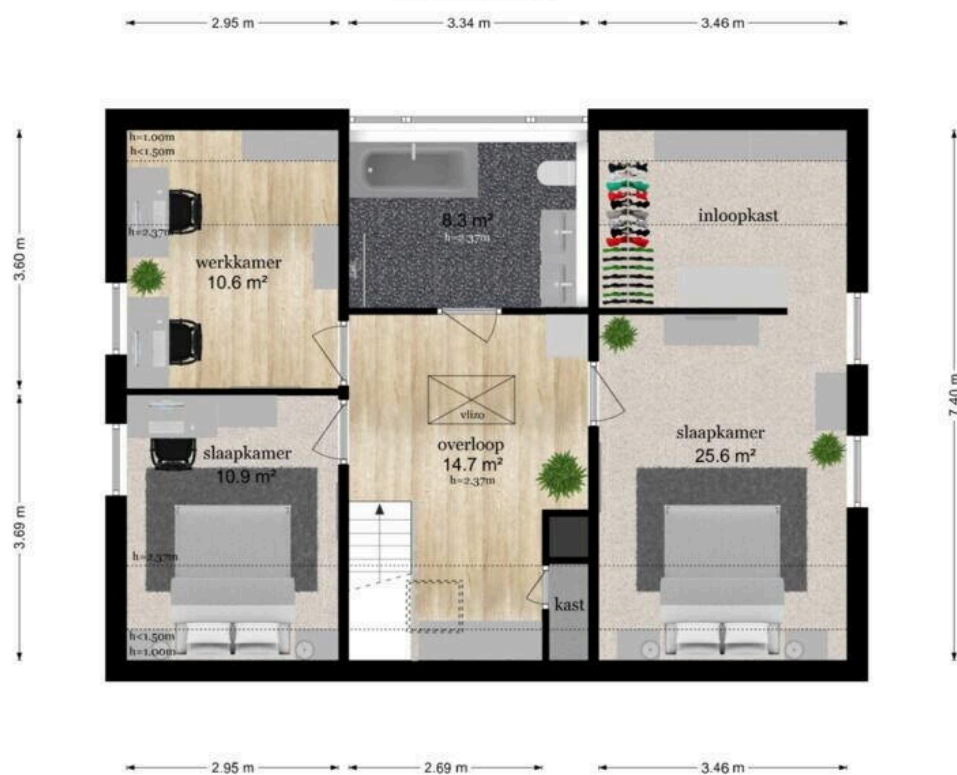 2.95 m
3.34 m
3.46 m
h=1.00m
h<1.50m
h=2.37m
3.60 m
werkkamer
10.6 m²
8.3 m²
h=2.37m
inloopkast
7.40 m
vlizo
overloop
14.7 m²
h=2.37m
slaapkamer
10.9 m²
slaapkamer
25.6 m²
3.69 m
h=2.37m
kast
h<1.50m
h=1.00m
2.95 m
2.69 m
3.46 m